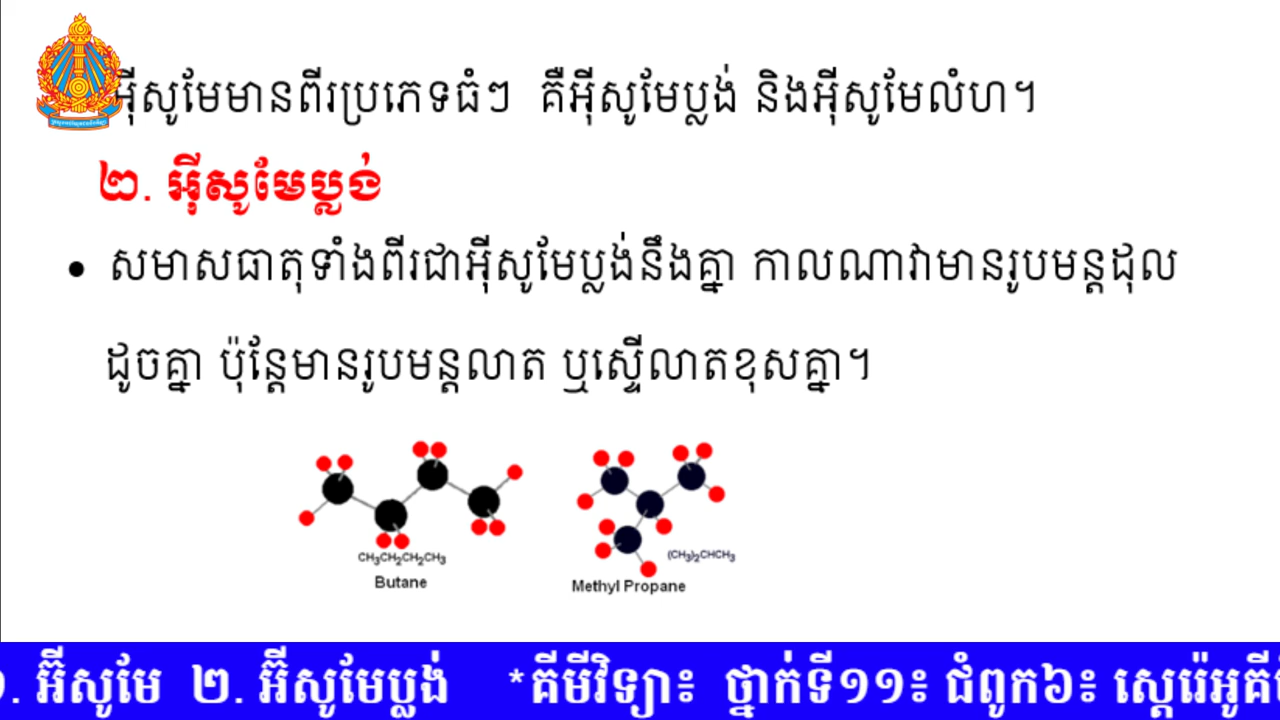 អ៊ីសូមែមានពីរប្រភេទធំៗ គឺអ៊ីសូមែប្លង់ និងអ៊ីសូមែលំហ។
២. អ៊ីសូមែប្លង់
• សមាសធាតុទាំងពីរជាអ៊ីសូមែប្លង់នឹងគ្នា កាលណាវាមានរូបមន្តដុល
ដូចគ្នា ប៉ុន្តែមានរូបមន្តលាត ឬស្ទើលាតខុសគ្នា។
CH3CH2CH2CH3
Butane
(CH3)2CHCH3
Methyl Propane
. អ៊ីសូមែ ២. អ៊ីសូមែប្លង់ *គីមីវិទ្យា៖ ថ្នាក់ទី១១៖ ជំពូក៦៖ ស្តេរ៉េអូគីមី